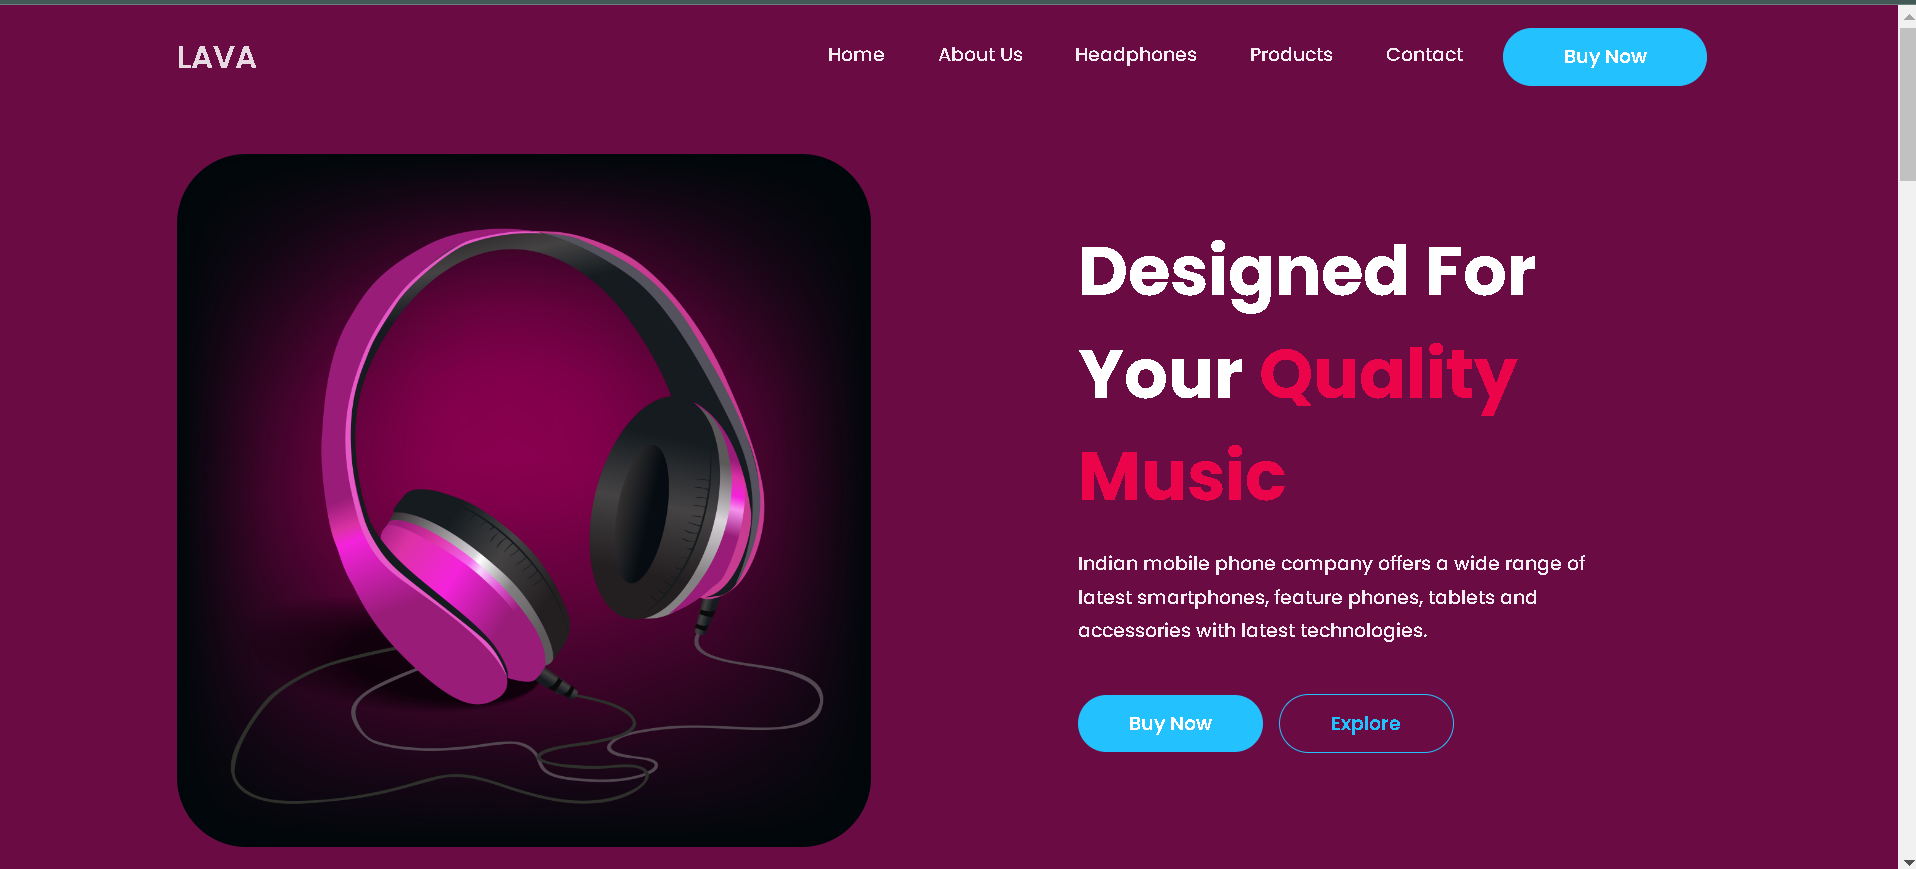 LAVA
Home About Us Headphones Products Contact Buy Now
Designed For
Your Quality
Music
Indian mobile phone company offers a wide range of
latest smartphones, feature phones, tablets and
accessories with latest technologies.
Buy Now Explore